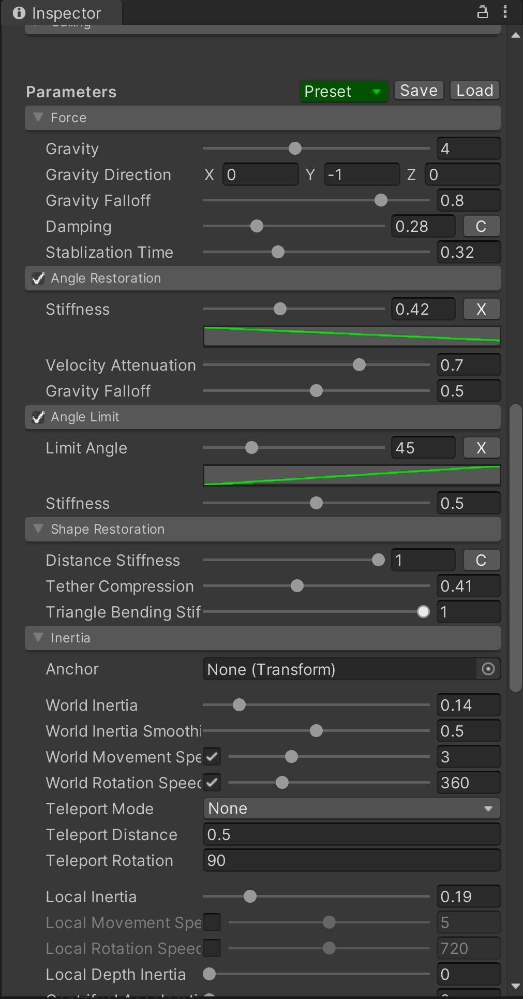 Inspector
Parameters Preset Save Load
Force
Gravity 4
Gravity Direction X 0 Y -1 Z 0
Gravity Falloff 0.8
Damping 0.28 C
Stablization Time 0.32
Angle Restoration
Stiffness 0.42 X
Velocity Attenuation 0.7
Gravity Falloff 0.5
Angle Limit
Limit Angle 45 X
Stiffness 0.5
Shape Restoration
Distance Stiffness 1 C
Tether Compression 0.41
Triangle Bending Stif 1
Inertia
Anchor None (Transform)
World Inertia 0.14
World Inertia Smoothi 0.5
World Movement Spe 3
World Rotation Speed 360
Teleport Mode None
Teleport Distance 0.5
Teleport Rotation 90
Local Inertia 0.19
Local Movement Spe 5
Local Rotation Speed 720
Local Depth Inertia 0